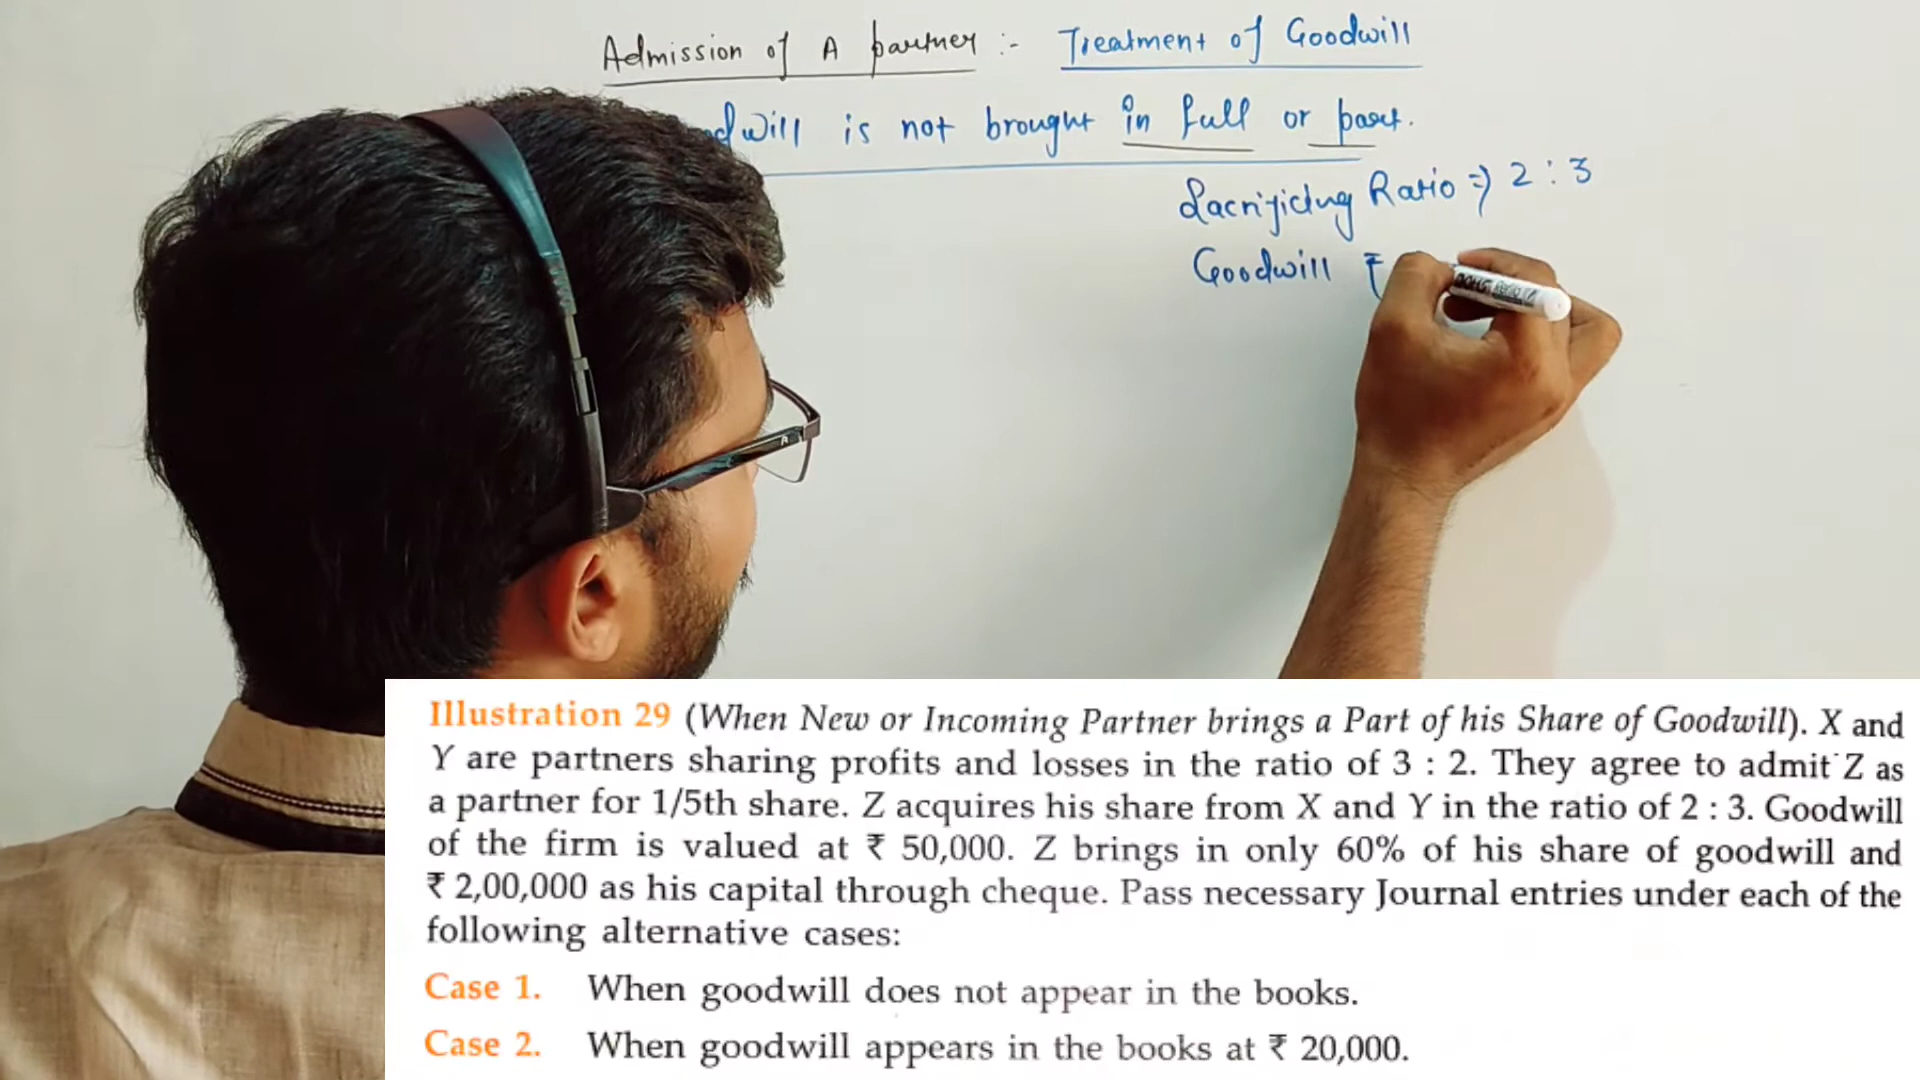 Admission of A partner :- Treatment of Goodwill
is not brought in full or part.
Sacrificing Ratio => 2 : 3
Goodwill ₹
Illustration 29 (When New or Incoming Partner brings a Part of his Share of Goodwill). X and
Y are partners sharing profits and losses in the ratio of 3 : 2. They agree to admit Z as
a partner for 1/5th share. Z acquires his share from X and Y in the ratio of 2 : 3. Goodwill
of the firm is valued at ₹ 50,000. Z brings in only 60% of his share of goodwill and
₹ 2,00,000 as his capital through cheque. Pass necessary Journal entries under each of the
following alternative cases:
Case 1. When goodwill does not appear in the books.
Case 2. When goodwill appears in the books at ₹ 20,000.